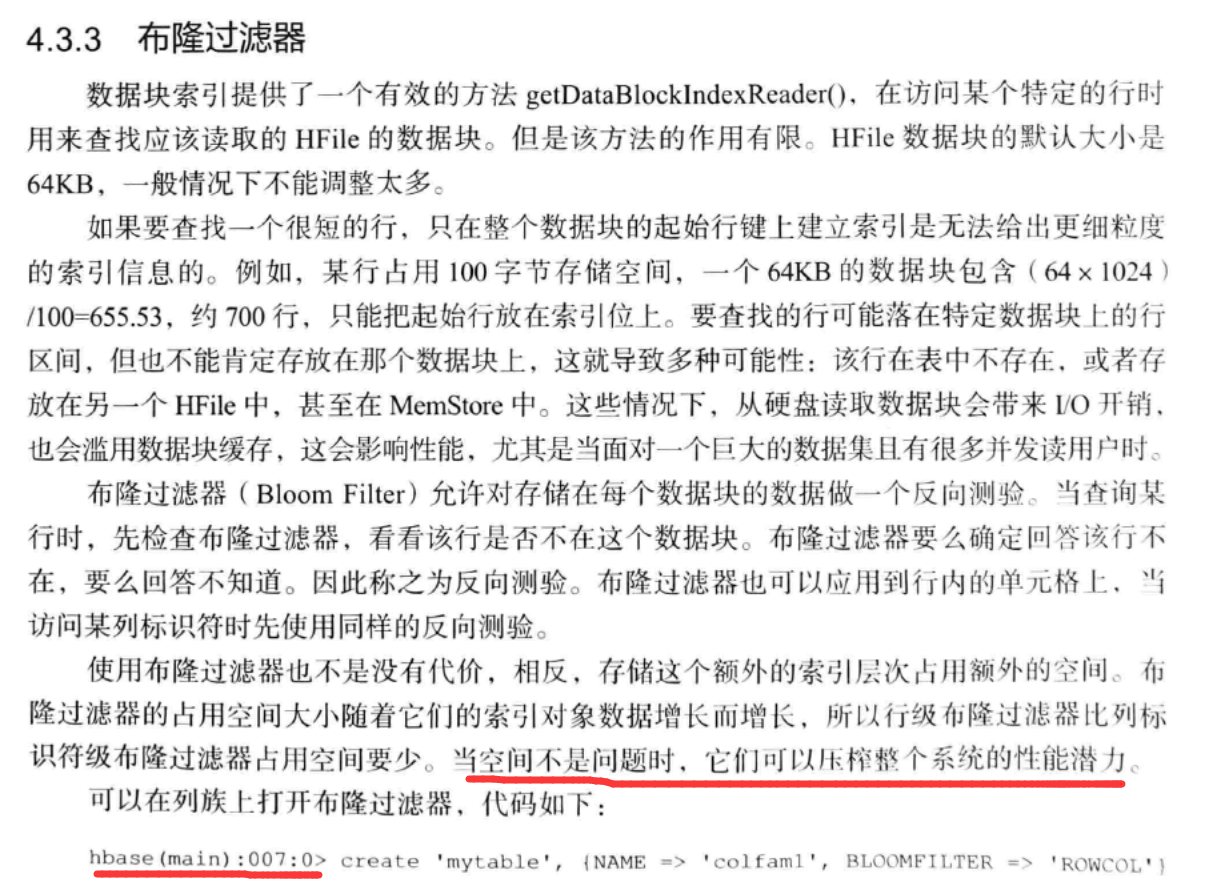 4.3.3 布隆过滤器
数据块索引提供了一个有效的方法 getDataBlockIndexReader()，在访问某个特定的行时
用来查找应该读取的 HFile 的数据块。但是该方法的作用有限。HFile 数据块的默认大小是
64KB，一般情况下不能调整太多。
如果要查找一个很短的行，只在整个数据块的起始行键上建立索引是无法给出更细粒度
的索引信息的。例如，某行占用 100 字节存储空间，一个 64KB 的数据块包含（64 × 1024）
/100=655.53，约 700 行，只能把起始行放在索引位上。要查找的行可能落在特定数据块上的行
区间，但也不能肯定存放在那个数据块上，这就导致多种可能性：该行在表中不存在，或者存
放在另一个 HFile 中，甚至在 MemStore 中。这些情况下，从硬盘读取数据块会带来 I/O 开销，
也会滥用数据块缓存，这会影响性能，尤其是当面对一个巨大的数据集且有很多并发读用户时。
布隆过滤器（Bloom Filter）允许对存储在每个数据块的数据做一个反向测验。当查询某
行时，先检查布隆过滤器，看看该行是否不在这个数据块。布隆过滤器要么确定回答该行不
在，要么回答不知道。因此称之为反向测验。布隆过滤器也可以应用到行内的单元格上，当
访问某列标识符时先使用同样的反向测验。
使用布隆过滤器也不是没有代价，相反，存储这个额外的索引层次占用额外的空间。布
隆过滤器的占用空间大小随着它们的索引对象数据增长而增长，所以行级布隆过滤器比列标
识符级布隆过滤器占用空间要少。当空间不是问题时，它们可以压榨整个系统的性能潜力。
可以在列族上打开布隆过滤器，代码如下：
hbase(main):007:0> create 'mytable', {NAME => 'colfam1', BLOOMFILTER => 'ROWCOL'}